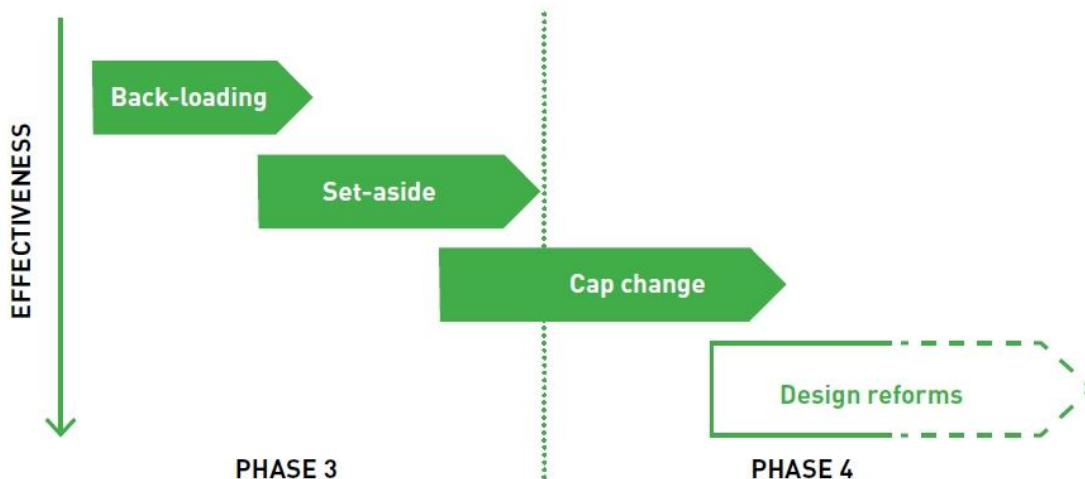 EFFECTIVENESS
Back-loading
Set-aside
Cap change
Design reforms
PHASE 3
PHASE 4